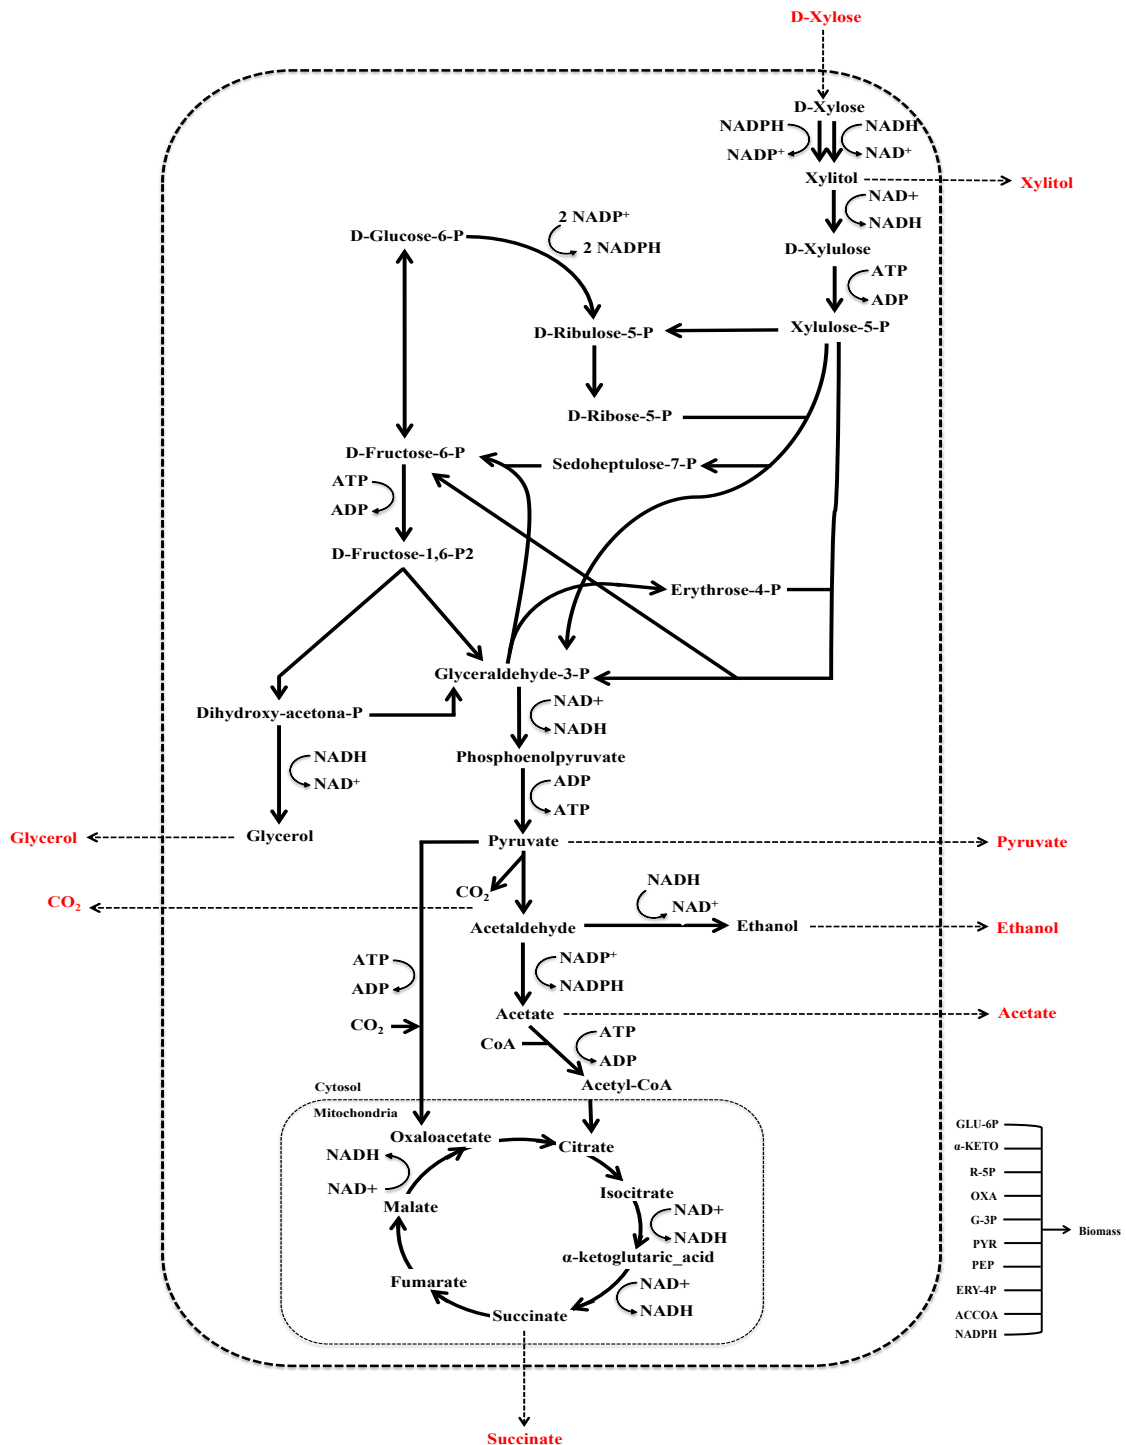 D-Xylose
D-Xylose
NADPH
NADH
NADP⁺
NAD⁺
Xylitol
Xylitol
NAD+
NADH
2 NADP⁺
2 NADPH
D-Glucose-6-P
D-Xylulose
ATP
ADP
D-Ribulose-5-P
Xylulose-5-P
D-Ribose-5-P
D-Fructose-6-P
Sedoheptulose-7-P
ATP
ADP
D-Fructose-1,6-P2
Erythrose-4-P
Glyceraldehyde-3-P
Dihydroxy-acetona-P
NAD+
NADH
NADH
NAD⁺
Phosphoenolpyruvate
ADP
ATP
Glycerol
Glycerol
Pyruvate
Pyruvate
CO₂
CO₂
NADH
NAD⁺
Acetaldehyde
Ethanol
Ethanol
ATP
ADP
NADP⁺
NADPH
CO₂
Acetate
Acetate
CoA
ATP
ADP
Acetyl-CoA
Cytosol
Mitochondria
Oxaloacetate
Citrate
NADH
NAD+
Malate
Isocitrate
NAD+
NADH
α-ketoglutaric_acid
Fumarate
NAD+
NADH
Succinate
Succinate
GLU-6P
α-KETO
R-5P
OXA
G-3P
PYR
PEP
ERY-4P
ACCOA
NADPH
Biomass